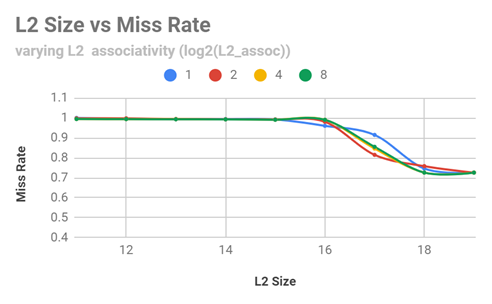 L2 Size vs Miss Rate
varying L2 associativity (log2(L2_assoc))
1 2 4 8
Miss Rate
1.1
1
0.9
0.8
0.7
0.6
0.5
0.4
12 14 16 18
L2 Size